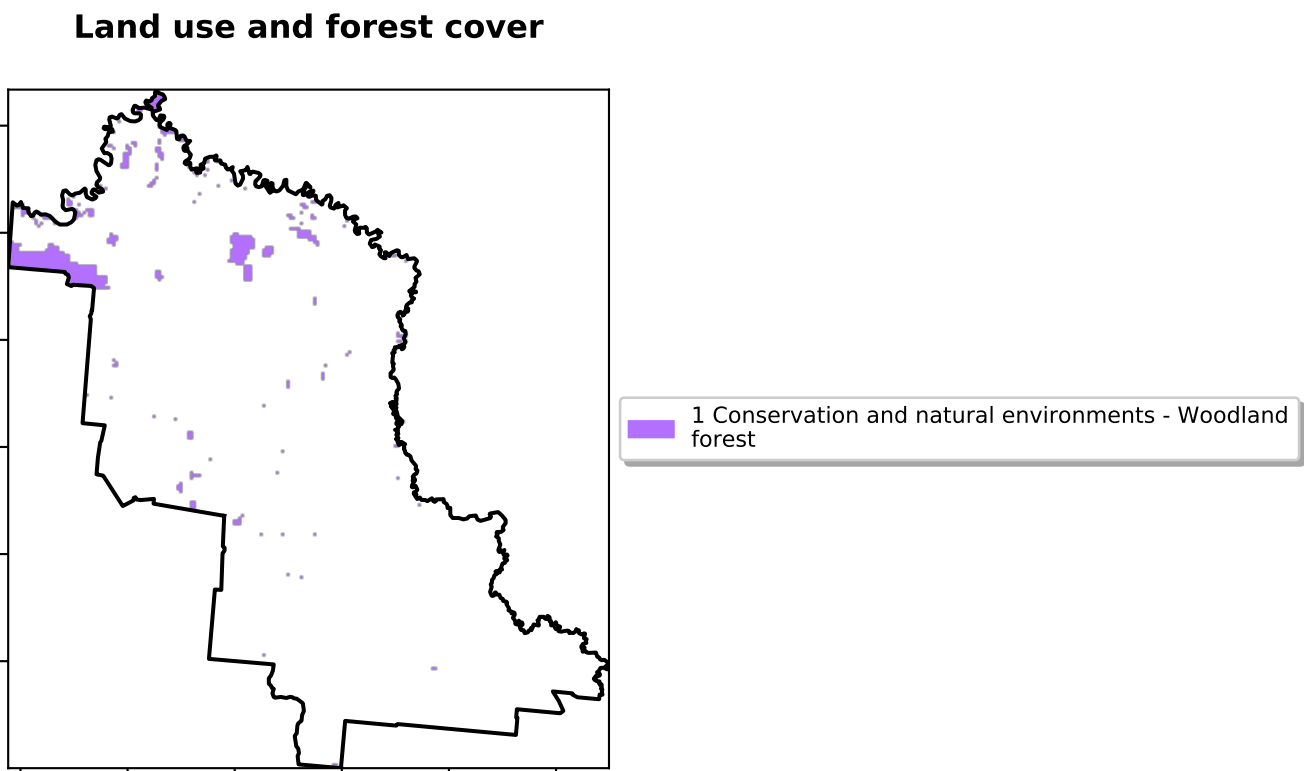 Land use and forest cover
1 Conservation and natural environments - Woodland
forest